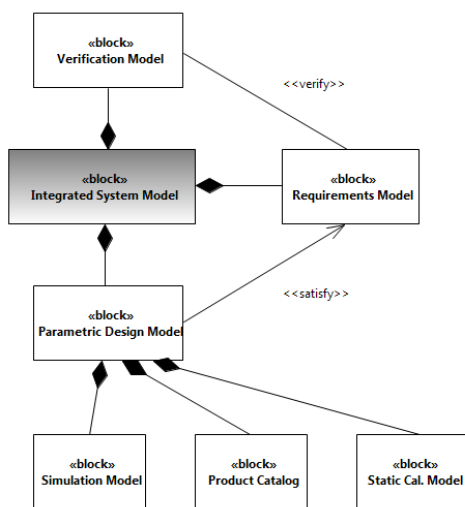 «block»
Verification Model
<<verify>>
«block»
Integrated System Model
«block»
Requirements Model
<<satisfy>>
«block»
Parametric Design Model
«block»
Simulation Model
«block»
Product Catalog
«block»
Static Cal. Model